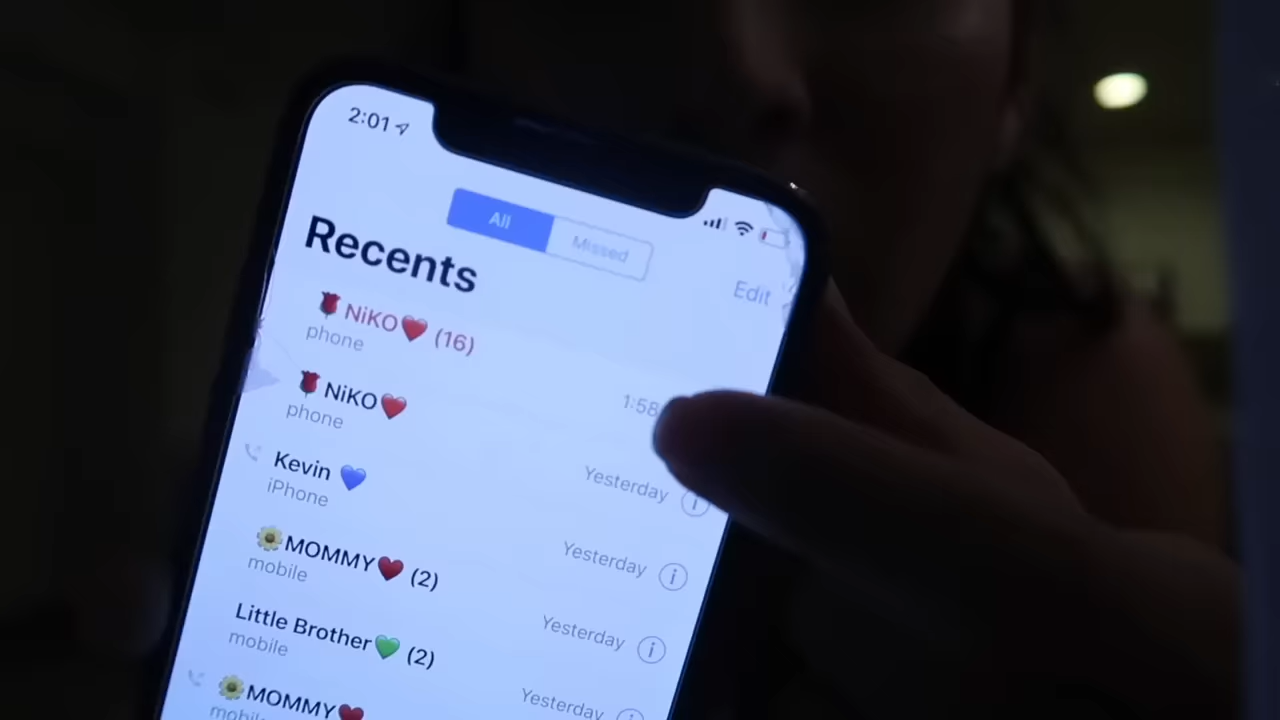 2:01
All Missed
Edit
Recents
🌹NiKO❤️ (16)
phone
🌹NiKO❤️
phone
1:58
Kevin 💙
iPhone
Yesterday
🌼MOMMY❤️ (2)
mobile
Yesterday
Little Brother💚 (2)
mobile
Yesterday
🌼MOMMY❤️
mobile
Yesterday